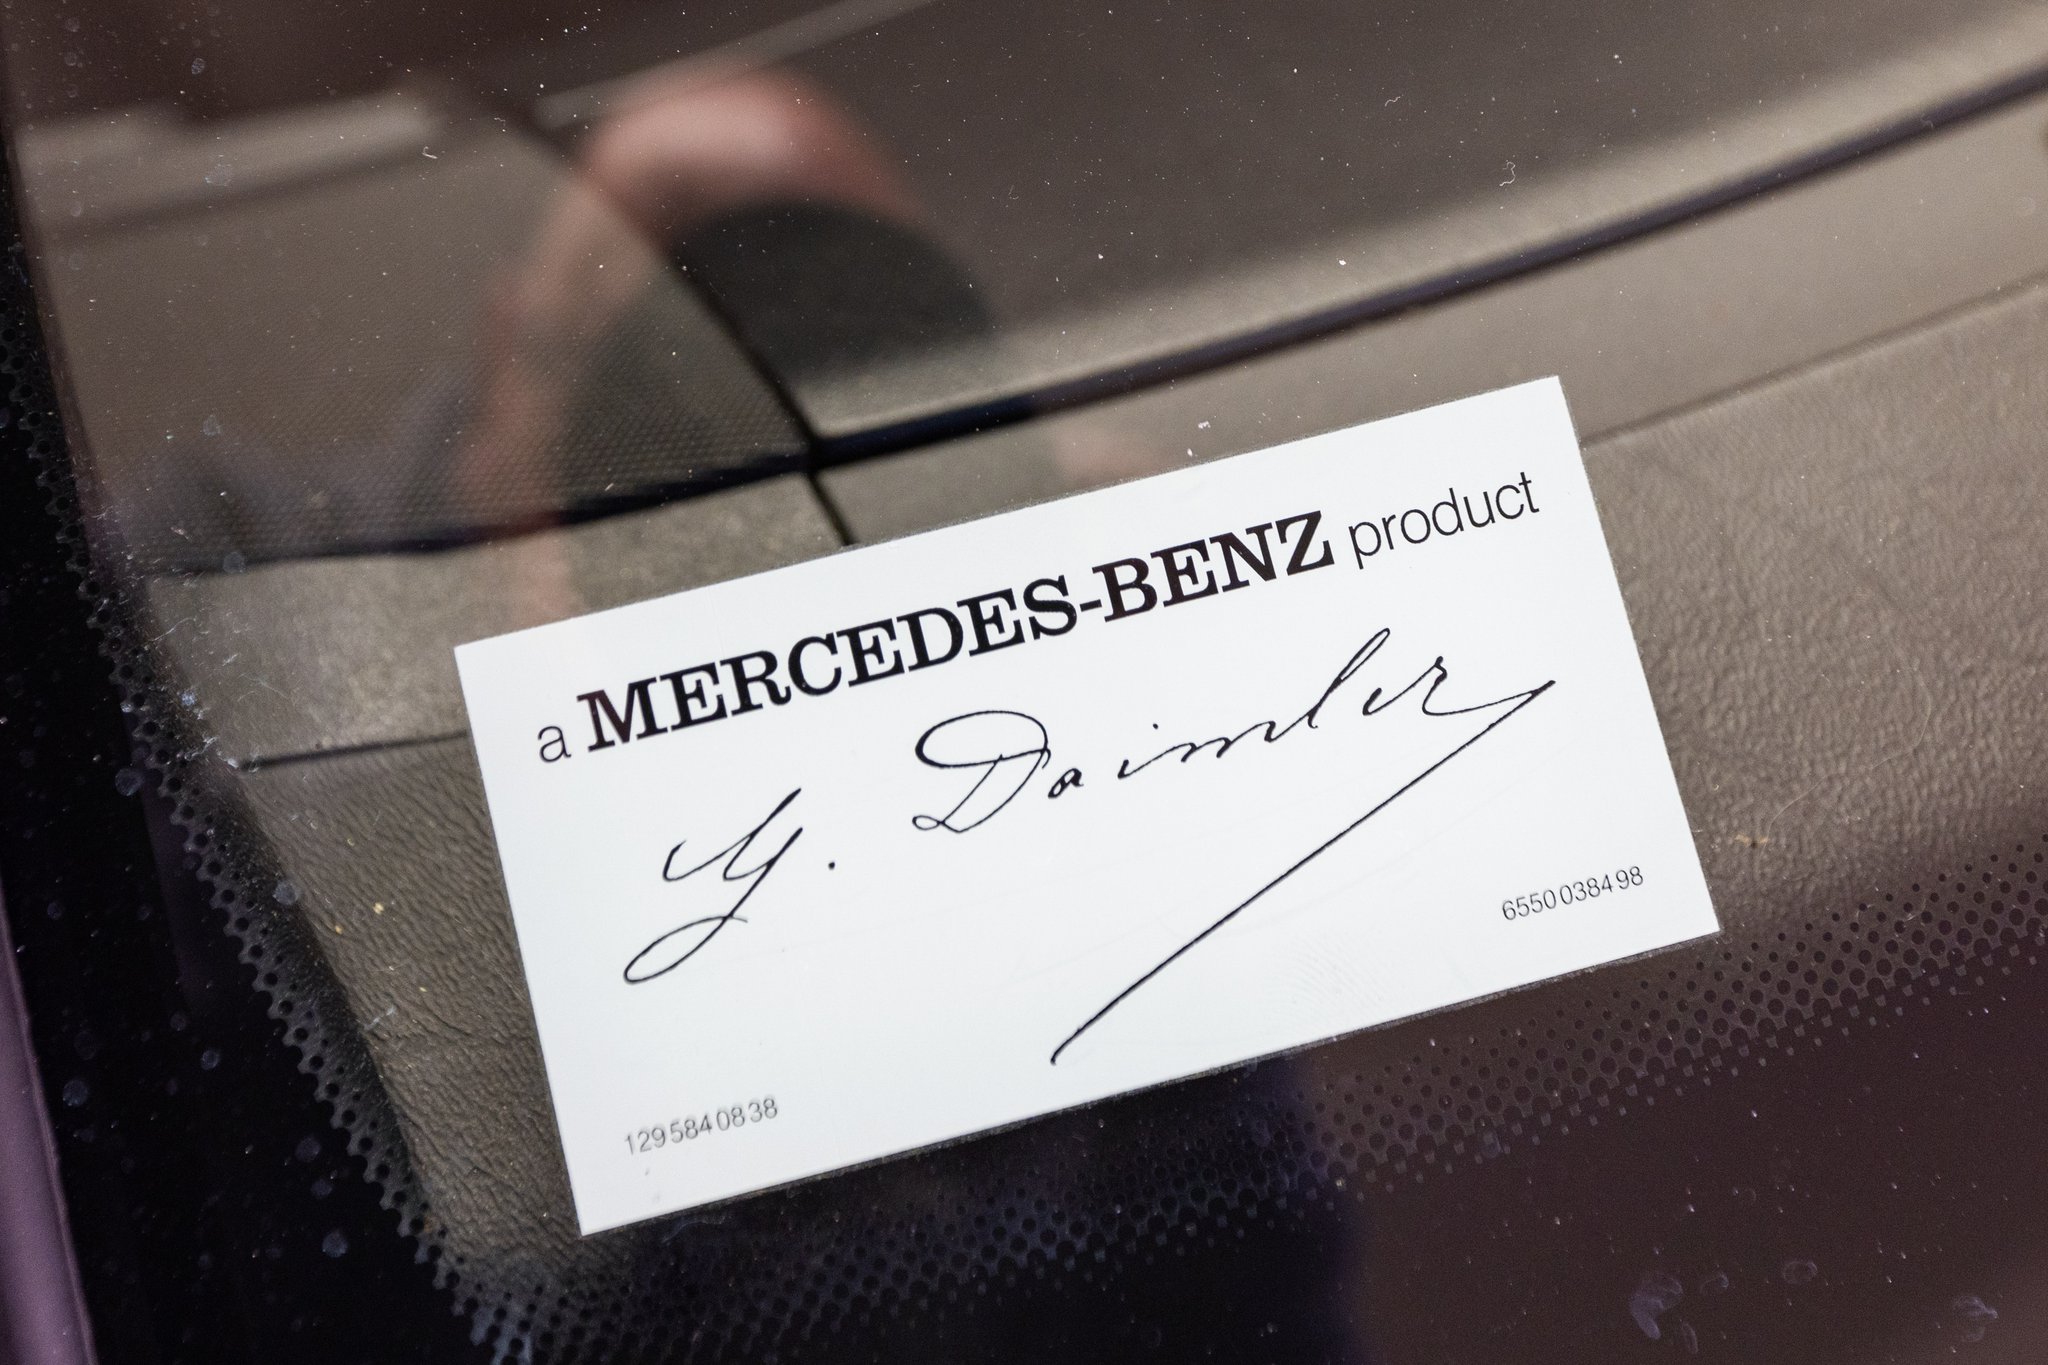 a MERCEDES-BENZ product
G. Daimler
6550038498
1295840838